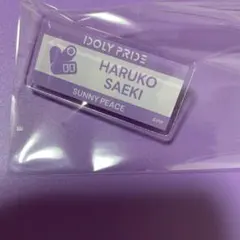 IDOLY PRIDE
HARUKO
SAEKI
SUNNY PEACE